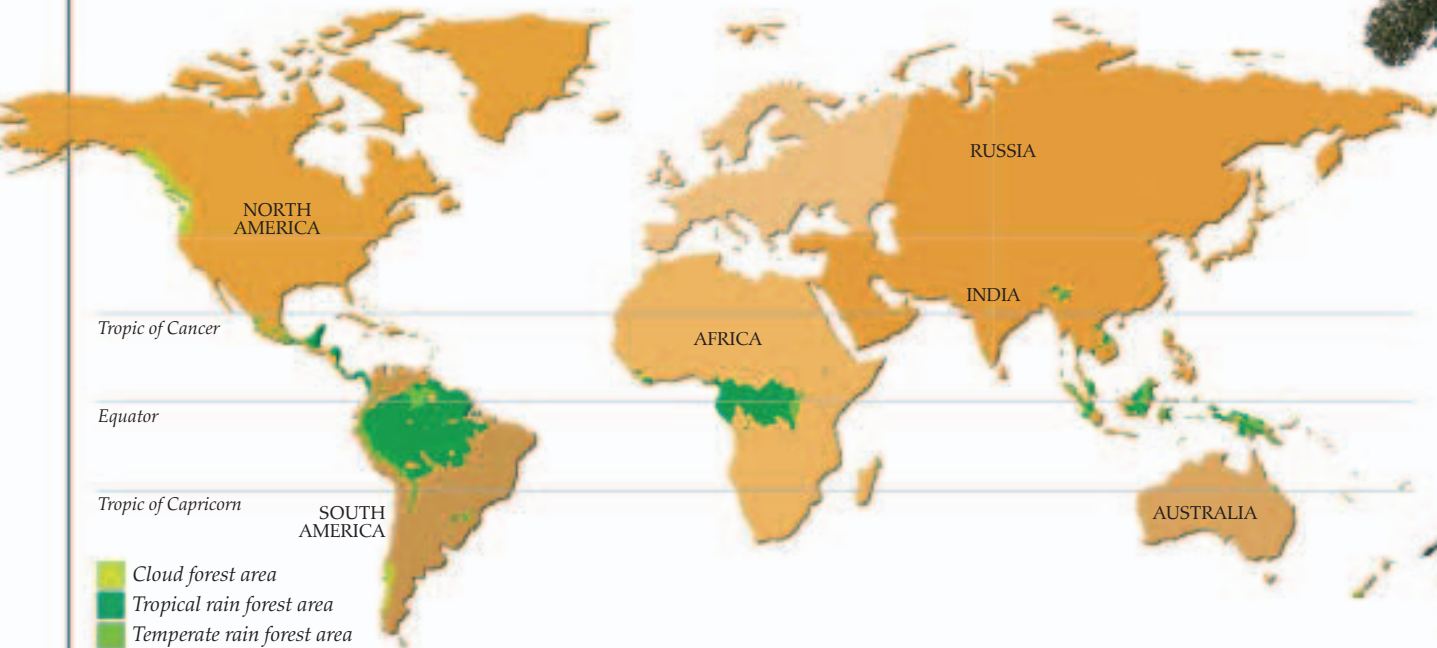 RUSSIA
NORTH
AMERICA
INDIA
Tropic of Cancer
AFRICA
Equator
Tropic of Capricorn
SOUTH
AMERICA
AUSTRALIA
Cloud forest area
Tropical rain forest area
Temperate rain forest area